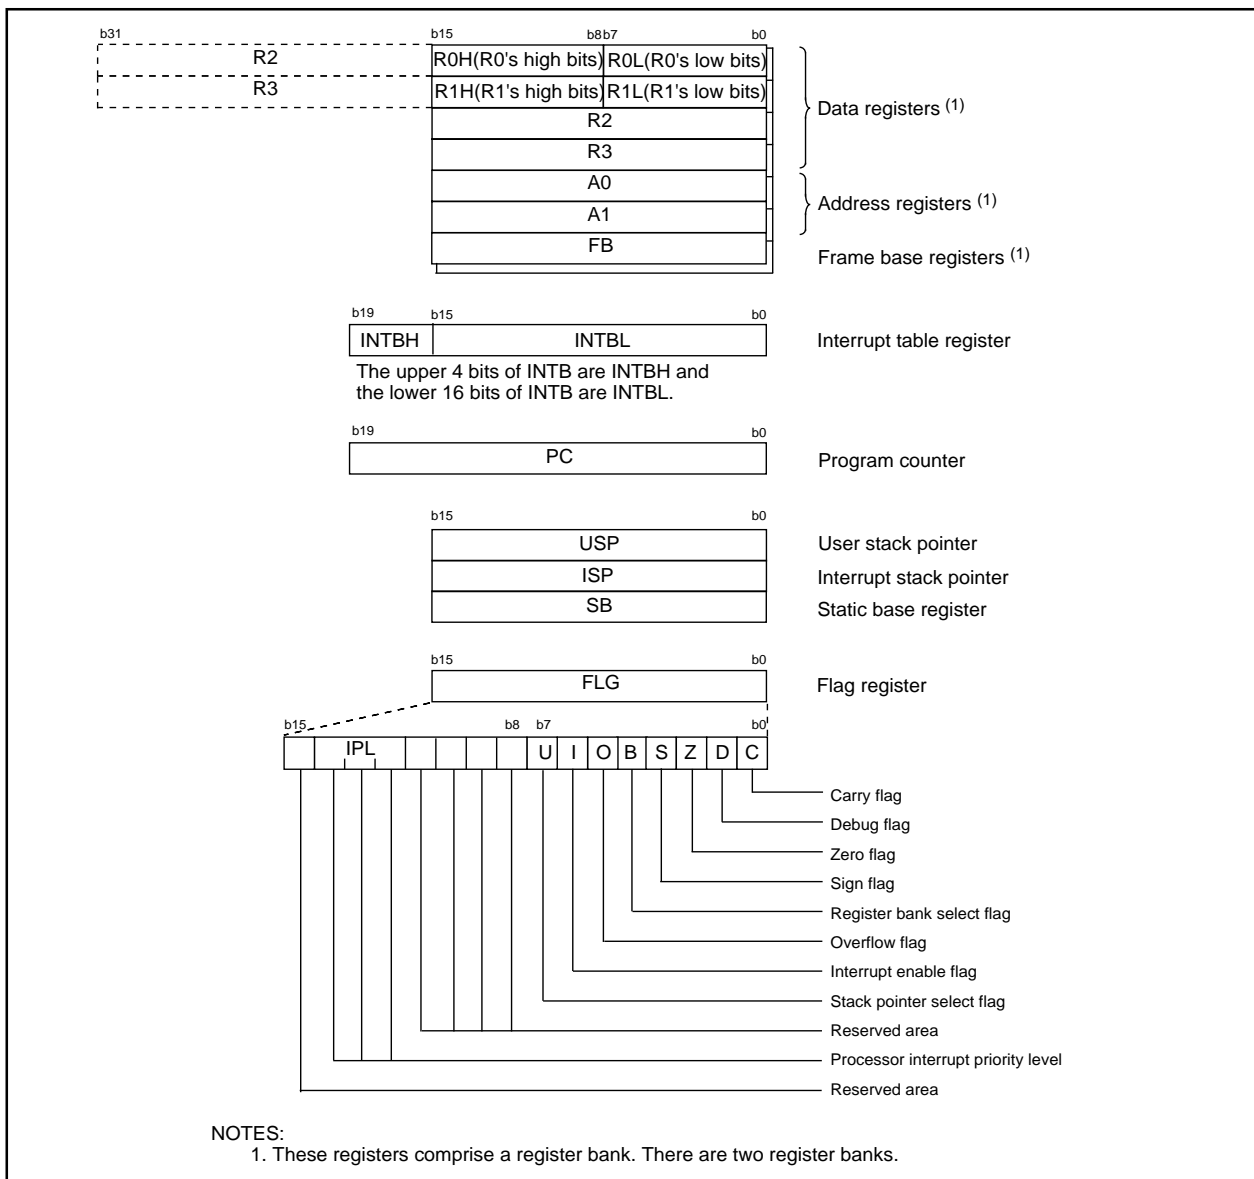 b31 b15 b8b7 b0
R2 R0H(R0's high bits) R0L(R0's low bits)
R3 R1H(R1's high bits) R1L(R1's low bits)
Data registers (1)
R2
R3
A0
Address registers (1)
A1
FB
Frame base registers (1)
b19 b15 b0
INTBH INTBL Interrupt table register
The upper 4 bits of INTB are INTBH and
the lower 16 bits of INTB are INTBL.
b19 b0
PC Program counter
b15 b0
USP User stack pointer
ISP Interrupt stack pointer
SB Static base register
b15 b0
FLG Flag register
b15 b8 b7 b0
IPL U I O B S Z D C
Carry flag
Debug flag
Zero flag
Sign flag
Register bank select flag
Overflow flag
Interrupt enable flag
Stack pointer select flag
Reserved area
Processor interrupt priority level
Reserved area
NOTES:
1. These registers comprise a register bank. There are two register banks.